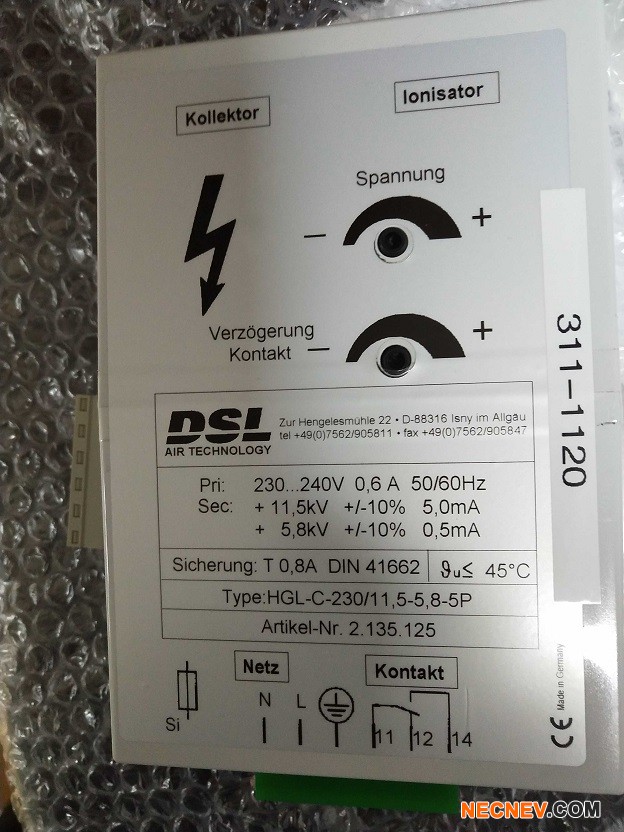 Kollektor
Ionisator
Spannung
− +
Verzögerung
Kontakt
− +
DSL
AIR TECHNOLOGY
Zur Hengelesmühle 22 • D-88316 Isny im Allgäu
tel +49(0)7562/905811 • fax +49(0)7562/905847
Pri: 230...240V 0,6 A 50/60Hz
Sec: + 11,5kV +/-10% 5,0mA
+ 5,8kV +/-10% 0,5mA
Sicherung: T 0,8A DIN 41662 ϑu≤ 45°C
Type:HGL-C-230/11,5-5,8-5P
Artikel-Nr. 2.135.125
Netz
Kontakt
Si
N L
11 12 14
CE Made in Germany
311-1120
NECNEV.COM